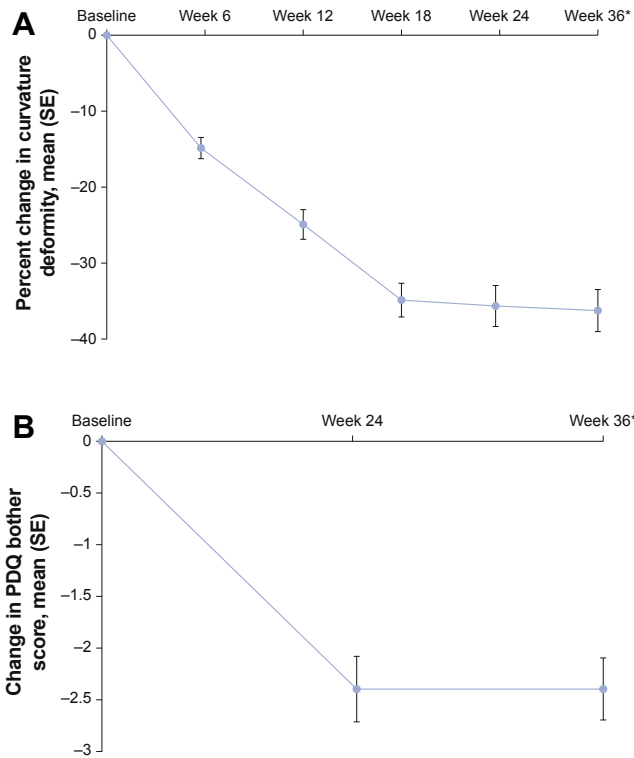 A
Baseline Week 6 Week 12 Week 18 Week 24 Week 36*
Percent change in curvature
deformity, mean (SE)
0
–10
–20
–30
–40
B
Baseline Week 24 Week 36*
Change in PDQ bother
score, mean (SE)
0
–0.5
–1
–1.5
–2
–2.5
–3